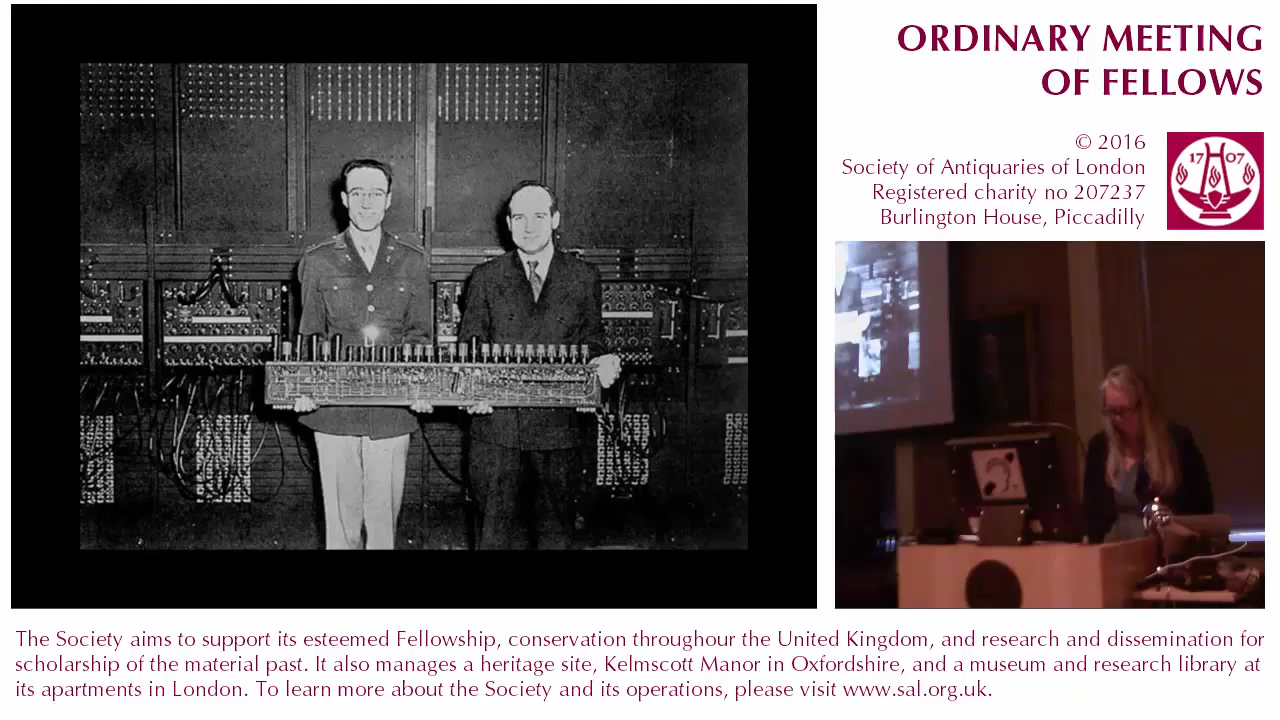 ORDINARY MEETING
OF FELLOWS
© 2016
Society of Antiquaries of London
Registered charity no 207237
Burlington House, Piccadilly
17 07
The Society aims to support its esteemed Fellowship, conservation throughour the United Kingdom, and research and dissemination for
scholarship of the material past. It also manages a heritage site, Kelmscott Manor in Oxfordshire, and a museum and research library at
its apartments in London. To learn more about the Society and its operations, please visit www.sal.org.uk.